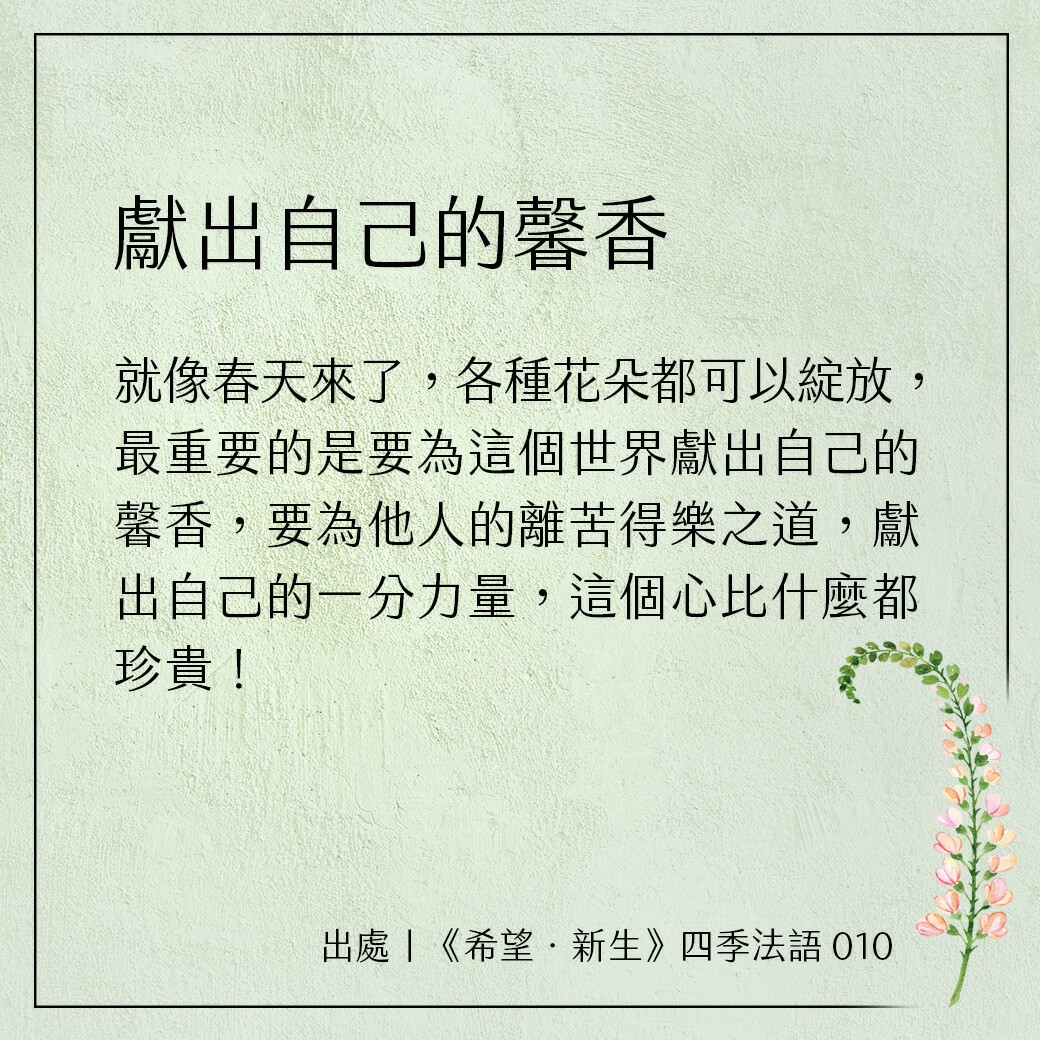 獻出自己的馨香
就像春天來了，各種花朵都可以綻放，
最重要的是要為這個世界獻出自己的
馨香，要為他人的離苦得樂之道，獻
出自己的一分力量，這個心比什麼都
珍貴！
出處｜《希望．新生》四季法語 010